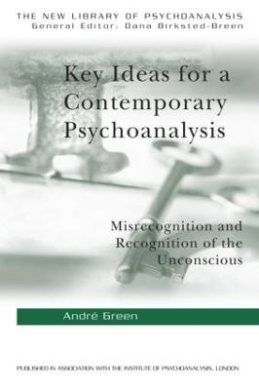 THE NEW LIBRARY OF PSYCHOANALYSIS
General Editor: Dana Birksted-Breen
Key Ideas for a
Contemporary
Psychoanalysis
Misrecognition and
Recognition of the
Unconscious
André Green
PUBLISHED IN ASSOCIATION WITH THE INSTITUTE OF PSYCHOANALYSIS, LONDON